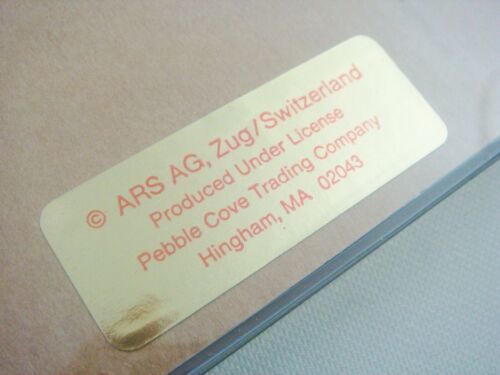 © ARS AG, Zug/Switzerland
Produced Under License
Pebble Cove Trading Company
Hingham, MA 02043